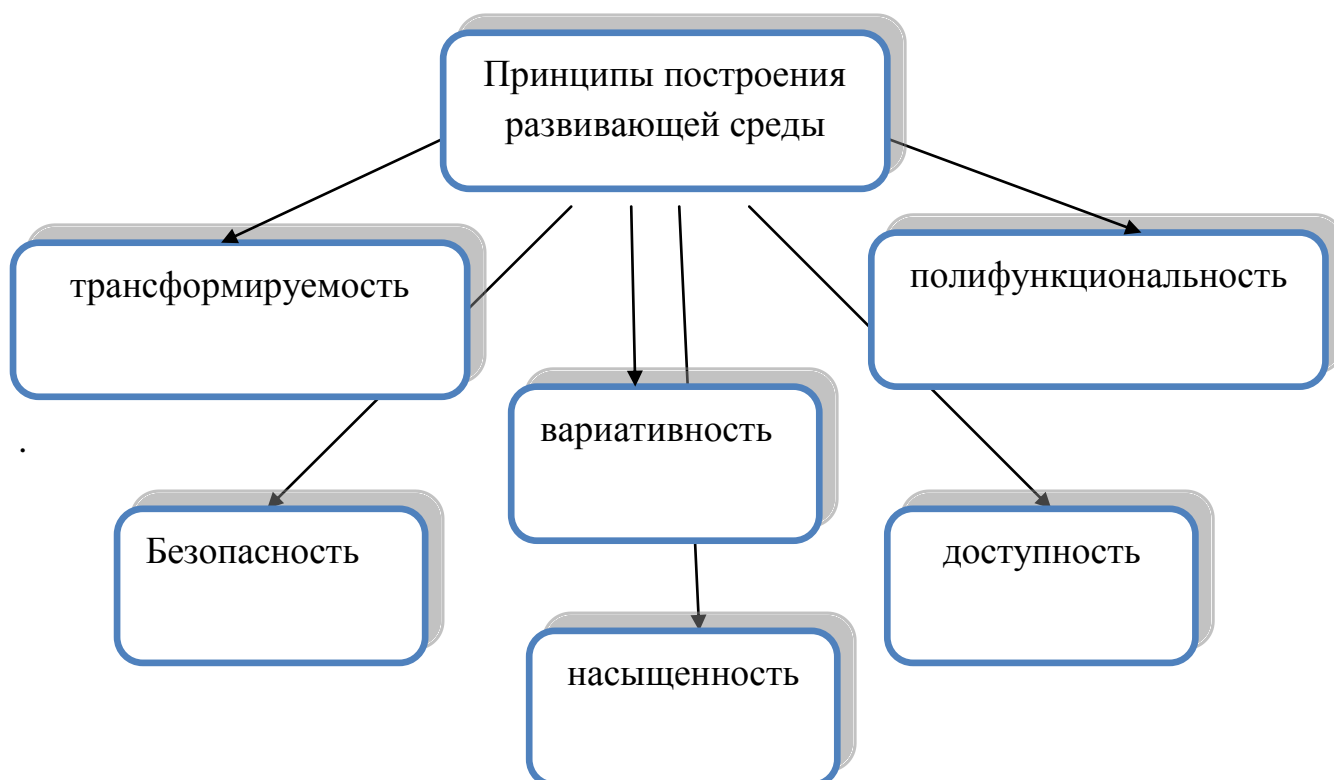 Принципы построения
развивающей среды
трансформируемость
полифункциональность
вариативность
.
Безопасность
доступность
насыщенность